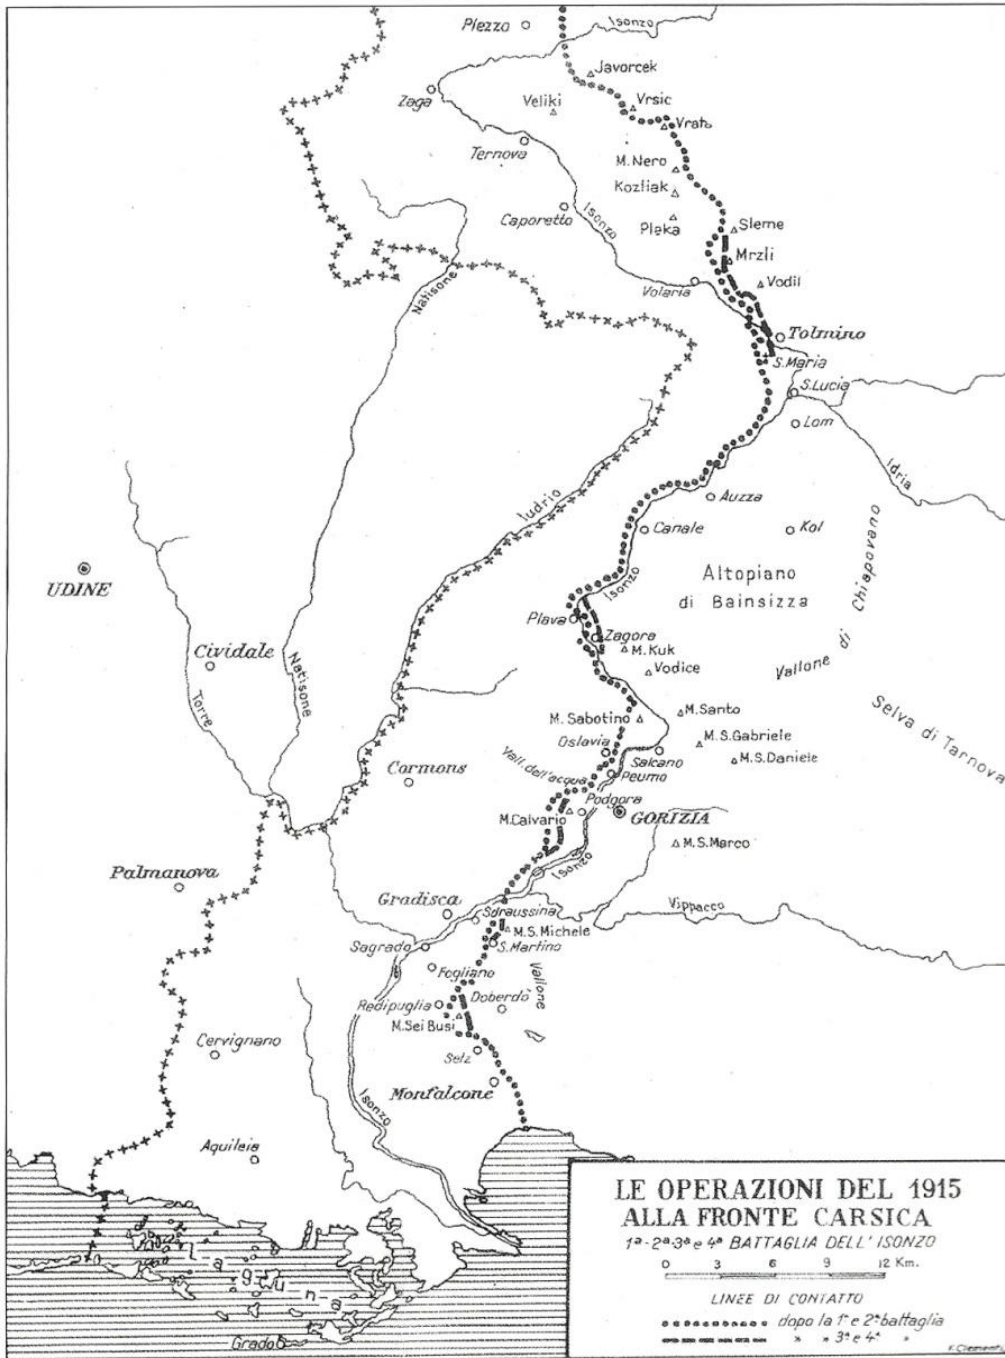 Plezzo
Isonzo
Javorcek
Zaga
Veliki
Vrsic
Vrata
Ternova
M. Nero
Kozliak
Caporetto
Isonzo
Pleka
Sleme
Mrzli
Natisone
Volaria
Vodil
Tolmino
S. Maria
S. Lucia
Lom
Idria
Iudrio
Auzza
Canale
Kol
UDINE
Isonzo
Altopiano
di Bainsizza
Vallone di Chiapovano
Plava
Zagora
M. Kuk
Cividale
Vodice
Natisone
Torre
M. Santo
Selva di Tarnova
M. Sabotino
M.S. Gabriele
Oslavia
Salcano
M.S. Daniele
Cormons
Vall. dell'acqua
Peumo
Podgora
M. Calvario
GORIZIA
M.S. Marco
Isonzo
Palmanova
Gradisca
Vippacco
Sdraussina
M.S. Michele
Sagrado
S. Martino
Fogliano
Vallone
Redipuglia
Doberdò
M. Sei Busi
Cervignano
Selz
Monfalcone
Isonzo
Aquileia
Laguna
Grado
LE OPERAZIONI DEL 1915
ALLA FRONTE CARSICA
1ª-2ª-3ª e 4ª BATTAGLIA DELL'ISONZO
0 3 6 9 12 Km.
LINEE DI CONTATTO
dopo la 1ª e 2ª battaglia
» » 3ª e 4ª »